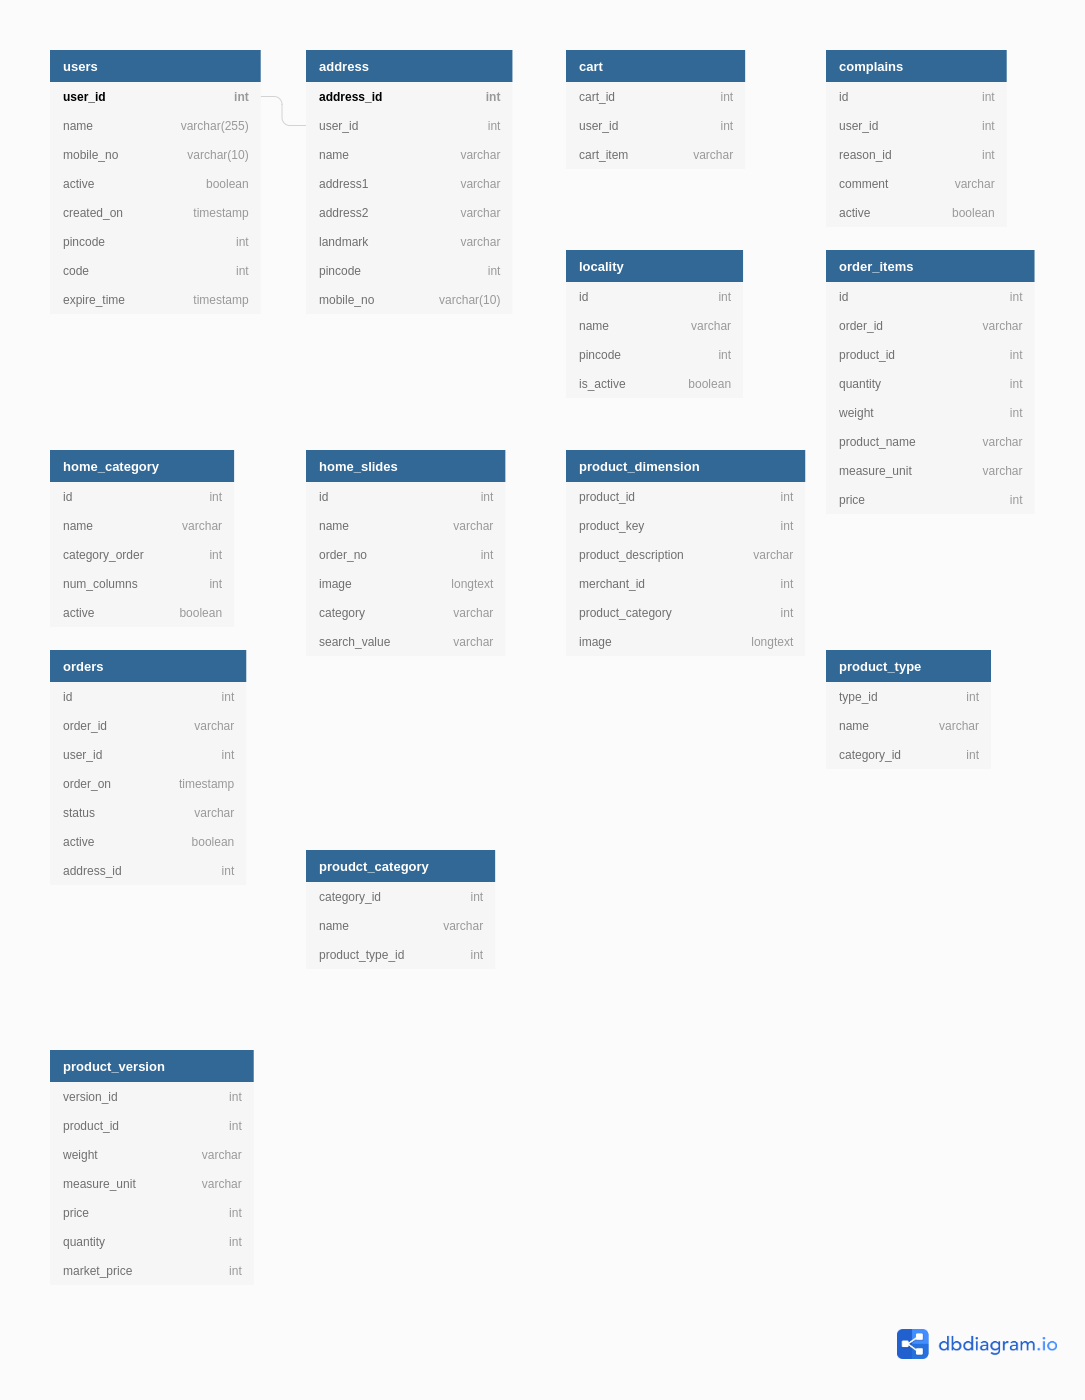 users
user_id int
name varchar(255)
mobile_no varchar(10)
active boolean
created_on timestamp
pincode int
code int
expire_time timestamp
address
address_id int
user_id int
name varchar
address1 varchar
address2 varchar
landmark varchar
pincode int
mobile_no varchar(10)
cart
cart_id int
user_id int
cart_item varchar
complains
id int
user_id int
reason_id int
comment varchar
active boolean
locality
id int
name varchar
pincode int
is_active boolean
order_items
id int
order_id varchar
product_id int
quantity int
weight int
product_name varchar
measure_unit varchar
price int
home_category
id int
name varchar
category_order int
num_columns int
active boolean
home_slides
id int
name varchar
order_no int
image longtext
category varchar
search_value varchar
product_dimension
product_id int
product_key int
product_description varchar
merchant_id int
product_category int
image longtext
orders
id int
order_id varchar
user_id int
order_on timestamp
status varchar
active boolean
address_id int
product_type
type_id int
name varchar
category_id int
proudct_category
category_id int
name varchar
product_type_id int
product_version
version_id int
product_id int
weight varchar
measure_unit varchar
price int
quantity int
market_price int
dbdiagram.io